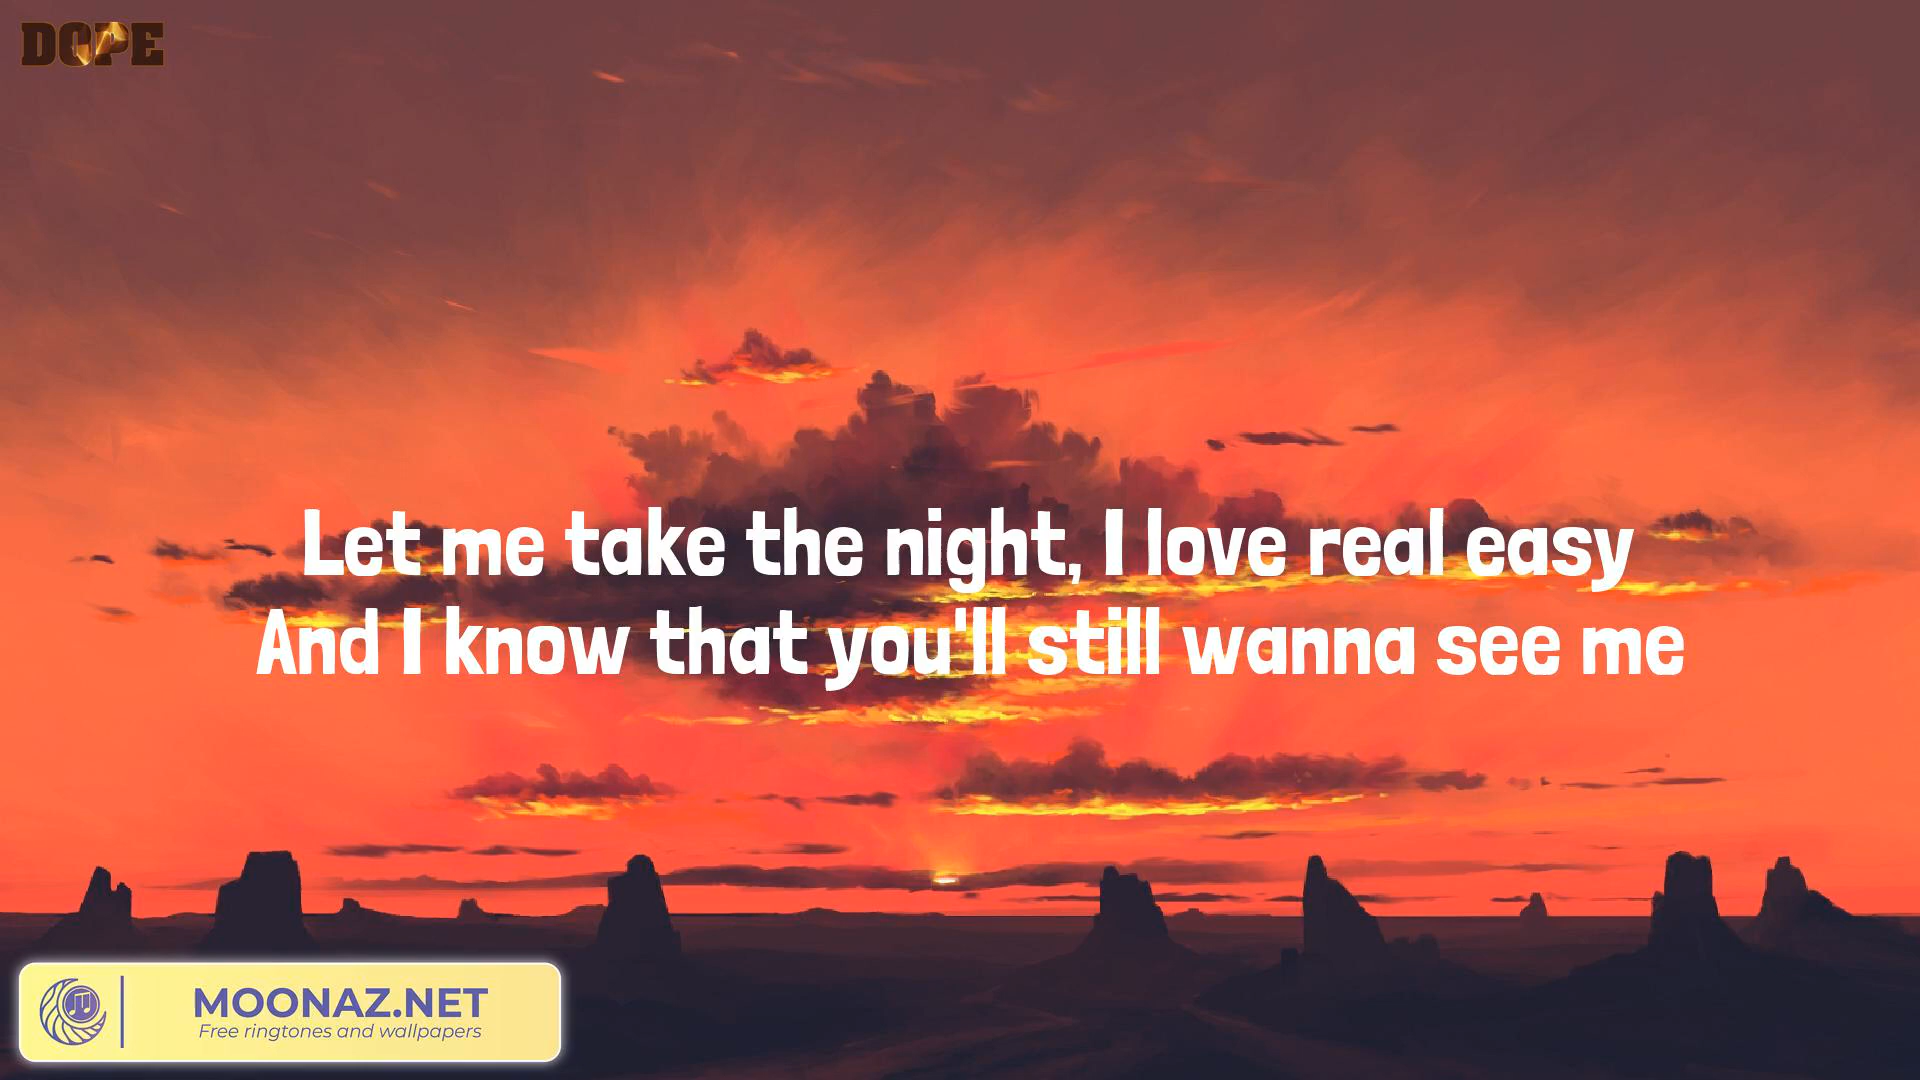 DOPE
Let me take the night, I love real easy
And I know that you'll still wanna see me
MOONAZ.NET
Free ringtones and wallpapers